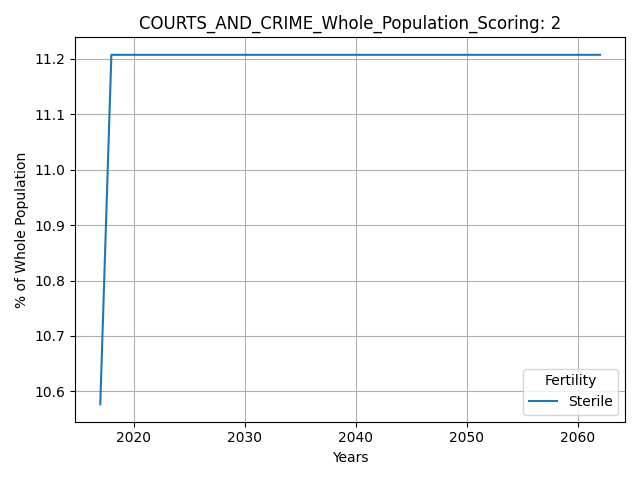 COURTS_AND_CRIME_Whole_Population_Scoring: 2
% of Whole Population
11.2
11.1
11.0
10.9
10.8
10.7
10.6
Fertility
Sterile
2020 2030 2040 2050 2060
Years